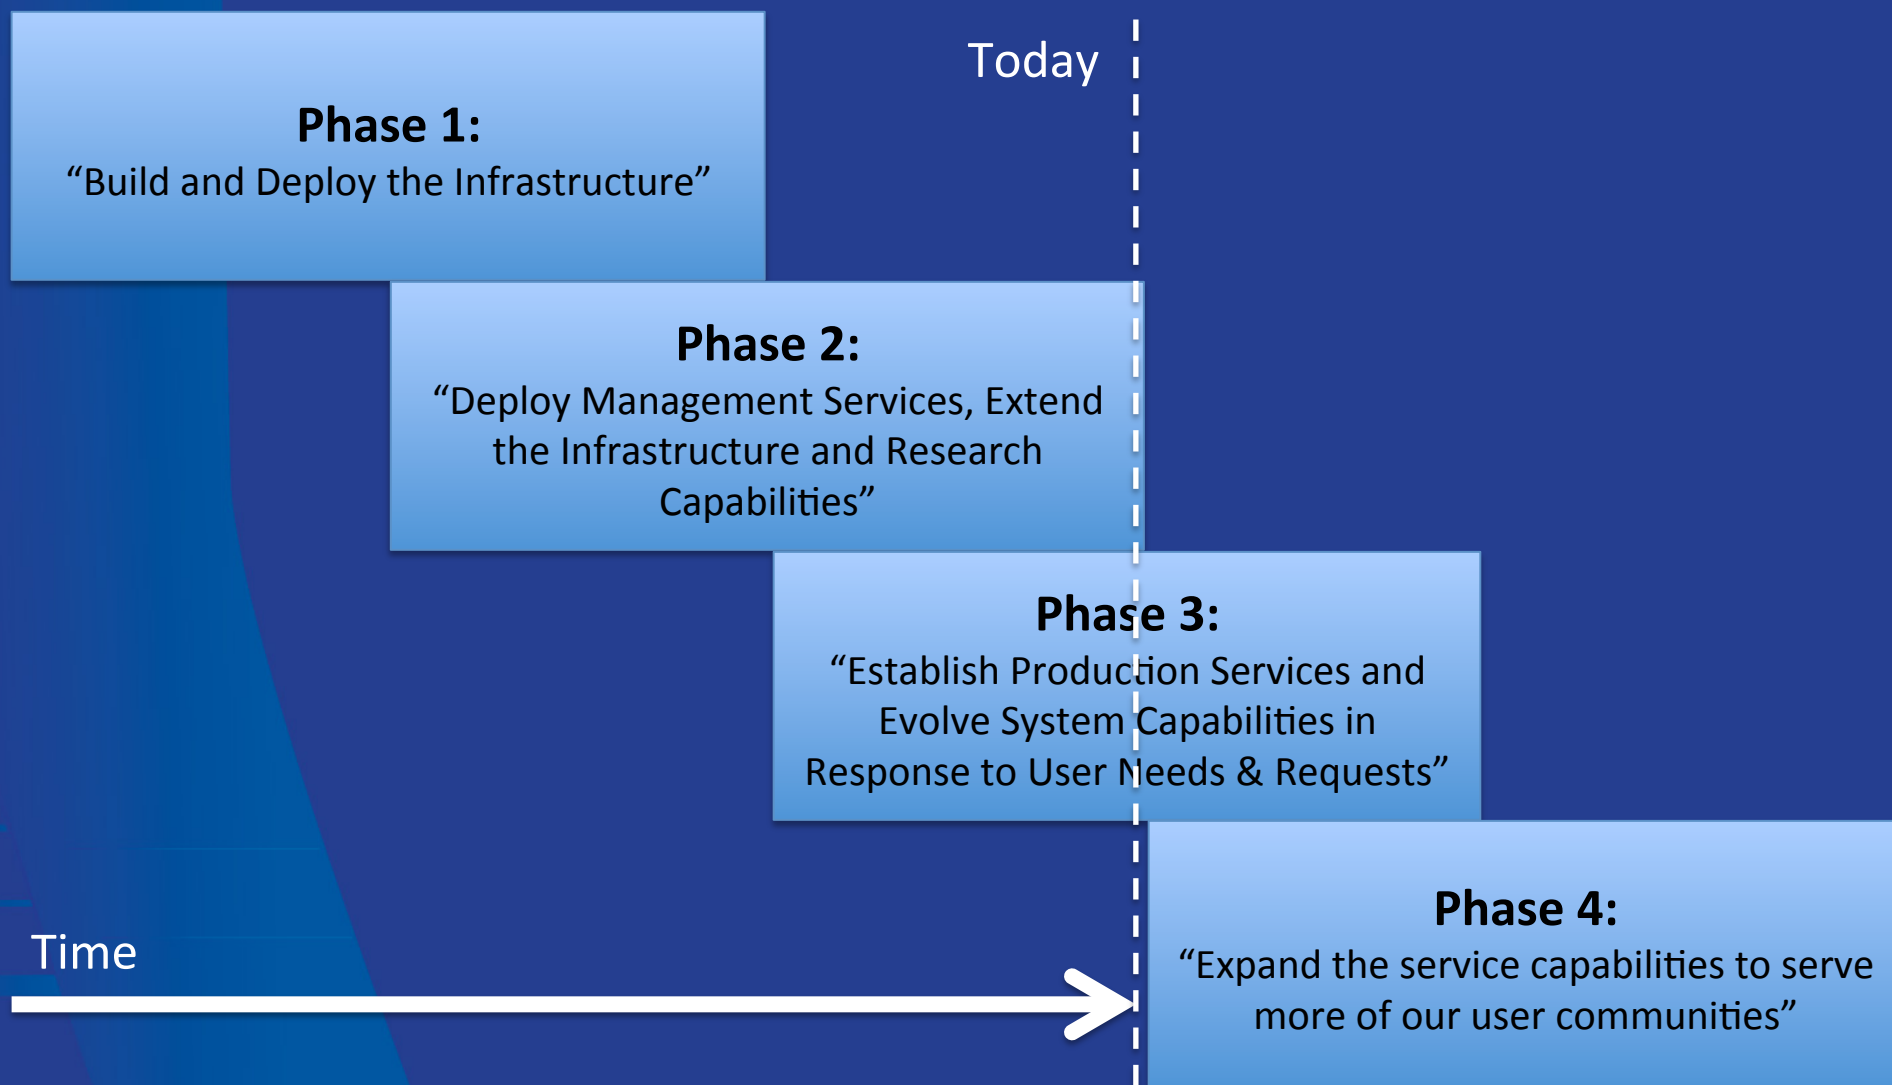 Today
Phase 1:
“Build and Deploy the Infrastructure”
Phase 2:
“Deploy Management Services, Extend
the Infrastructure and Research
Capabilities”
Phase 3:
“Establish Production Services and
Evolve System Capabilities in
Response to User Needs & Requests”
Phase 4:
“Expand the service capabilities to serve
more of our user communities”
Time